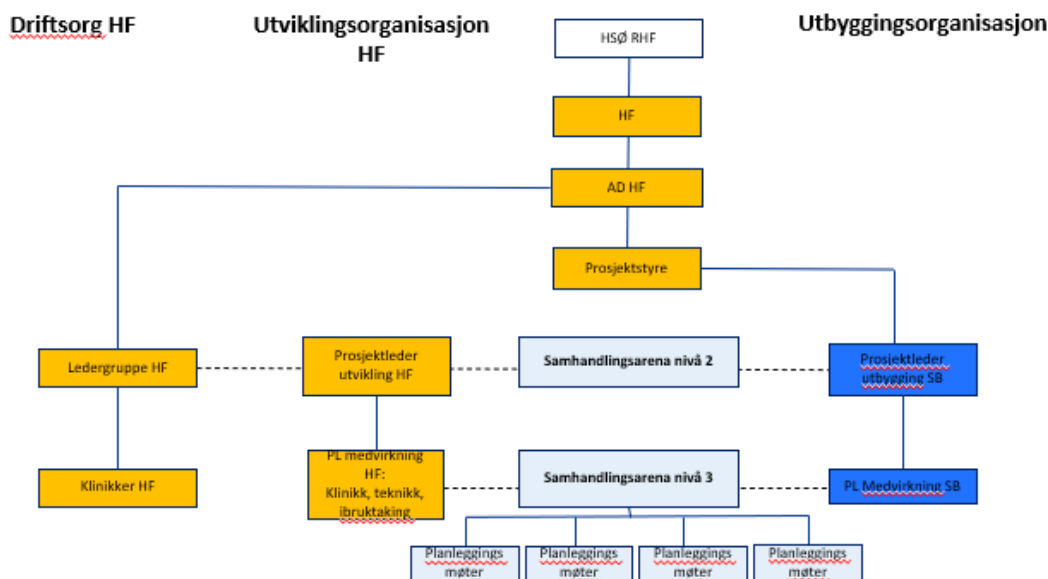 Driftsorg HF
Utviklingsorganisasjon
HF
Utbyggingsorganisasjon
HSØ RHF
HF
AD HF
Prosjektstyre
Ledergruppe HF
Prosjektleder
utvikling HF
Samhandlingsarena nivå 2
Prosjektleder
utbygging SB
Klinikker HF
PL medvirkning
HF:
Klinikk, teknikk,
ibruktaking
Samhandlingsarena nivå 3
PL Medvirkning SB
Planleggings
møter
Planleggings
møter
Planleggings
møter
Planleggings
møter